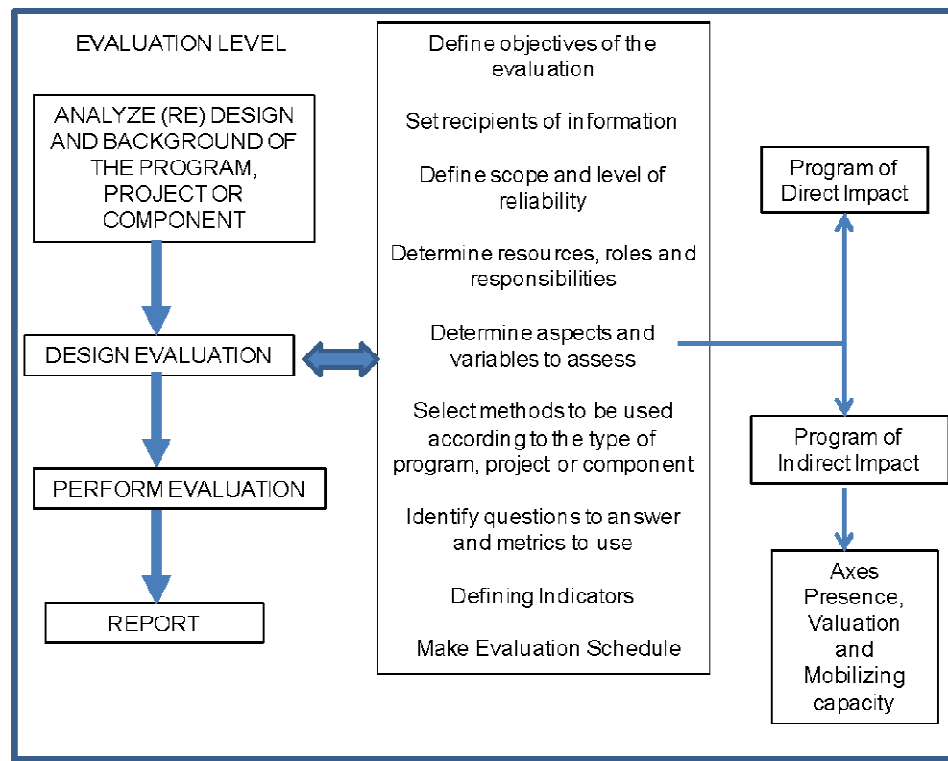 EVALUATION LEVEL
ANALYZE (RE) DESIGN
AND BACKGROUND OF
THE PROGRAM,
PROJECT OR
COMPONENT
DESIGN EVALUATION
PERFORM EVALUATION
REPORT
Define objectives of the
evaluation
Set recipients of information
Define scope and level of
reliability
Determine resources, roles and
responsibilities
Determine aspects and
variables to assess
Select methods to be used
according to the type of
program, project or component
Identify questions to answer
and metrics to use
Defining Indicators
Make Evaluation Schedule
Program of
Direct Impact
Program of
Indirect Impact
Axes
Presence,
Valuation
and
Mobilizing
capacity